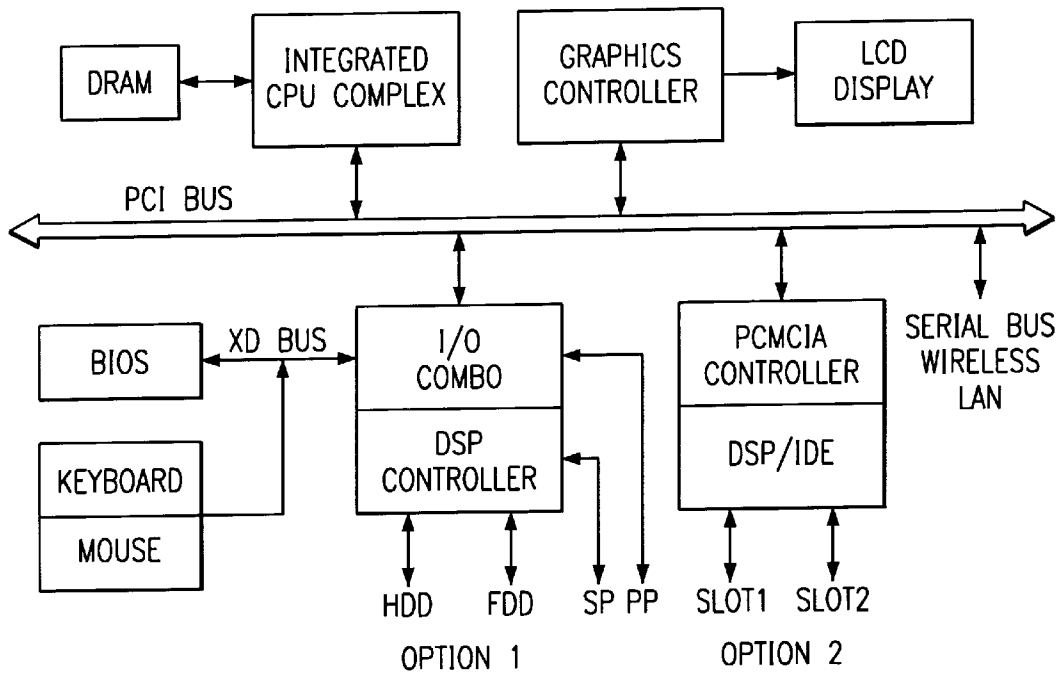 DRAM
INTEGRATED
CPU COMPLEX
GRAPHICS
CONTROLLER
LCD
DISPLAY
PCI BUS
BIOS
XD BUS
I/O
COMBO
PCMCIA
CONTROLLER
SERIAL BUS
WIRELESS
LAN
KEYBOARD
MOUSE
DSP
CONTROLLER
DSP/IDE
HDD
FDD
SP
PP
SLOT1
SLOT2
OPTION 1
OPTION 2